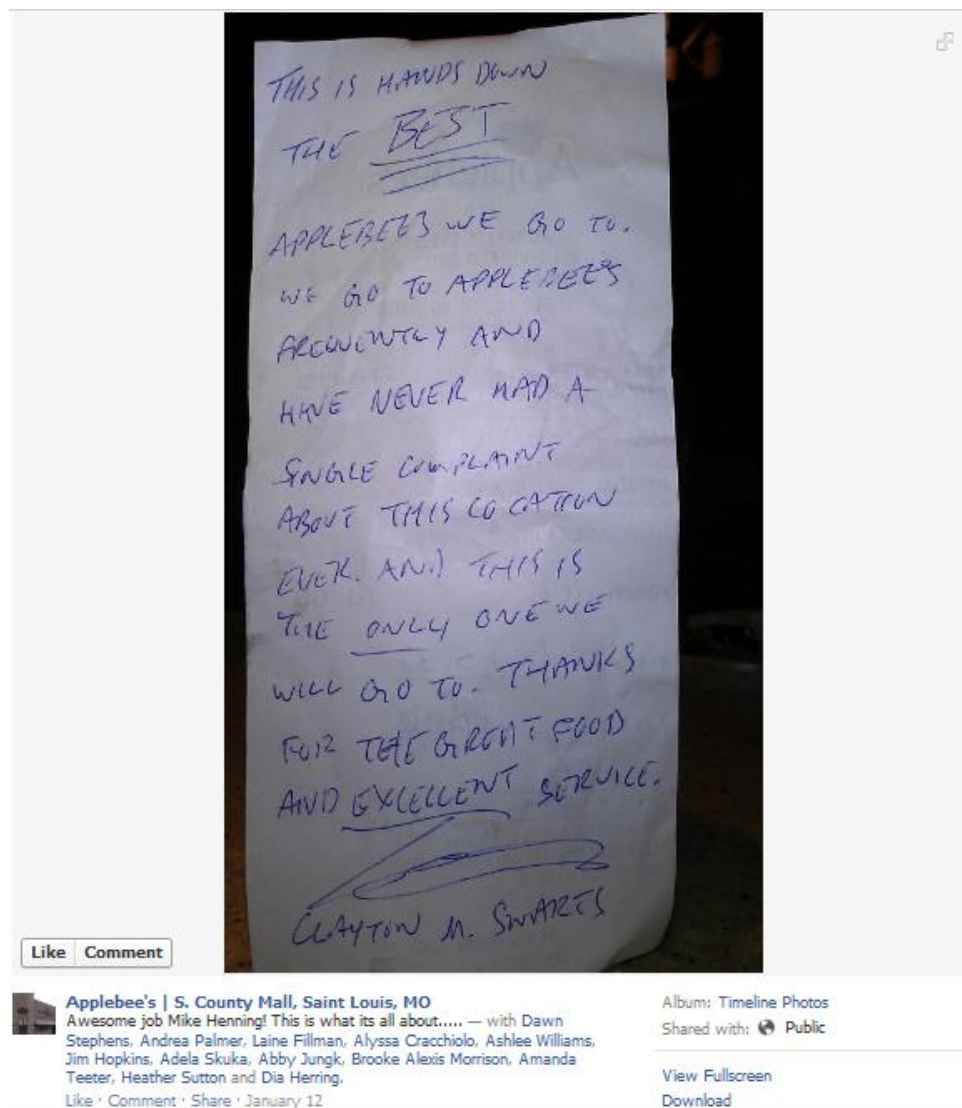 THIS IS HANDS DOWN
THE BEST
APPLEBEES WE GO TO.
WE GO TO APPLEBEES
FREQUENTLY AND
HAVE NEVER HAD A
SINGLE COMPLAINT
ABOUT THIS LOCATION
EVER. AND THIS IS
THE ONLY ONE WE
WILL GO TO. THANKS
FOR THE GREAT FOOD
AND EXCELLENT SERVICE.
CLAYTON M. SWARTS
Like Comment
Applebee's | S. County Mall, Saint Louis, MO
Awesome job Mike Henning! This is what its all about..... — with Dawn
Stephens, Andrea Palmer, Laine Fillman, Alyssa Cracchiolo, Ashlee Williams,
Jim Hopkins, Adela Skuka, Abby Jungk, Brooke Alexis Morrison, Amanda
Teeter, Heather Sutton and Dia Herring.
Like · Comment · Share · January 12
Album: Timeline Photos
Shared with: Public
View Fullscreen
Download